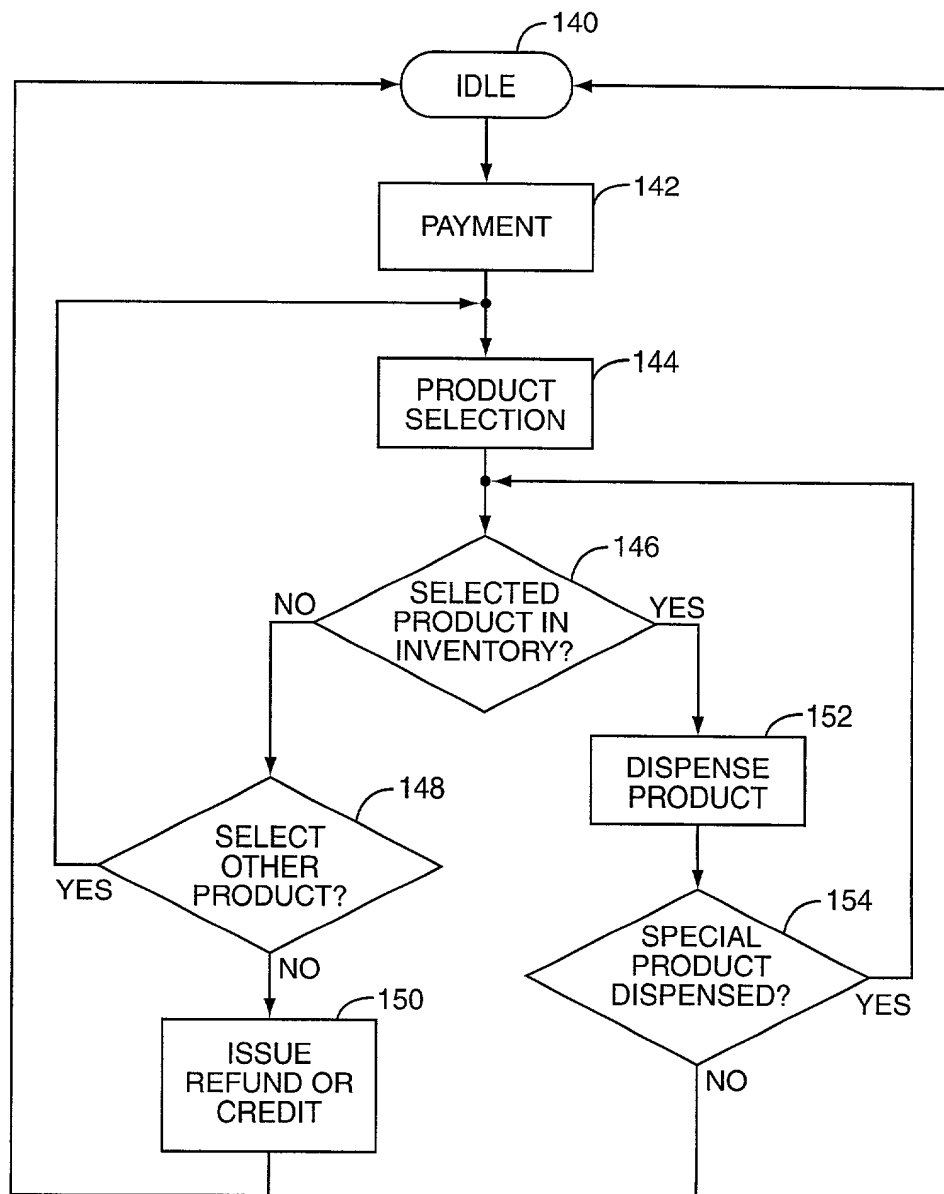 140
IDLE
142
PAYMENT
144
PRODUCT
SELECTION
146
SELECTED
PRODUCT IN
INVENTORY?
NO
YES
152
DISPENSE
PRODUCT
148
SELECT
OTHER
PRODUCT?
YES
NO
154
SPECIAL
PRODUCT
DISPENSED?
YES
NO
150
ISSUE
REFUND OR
CREDIT